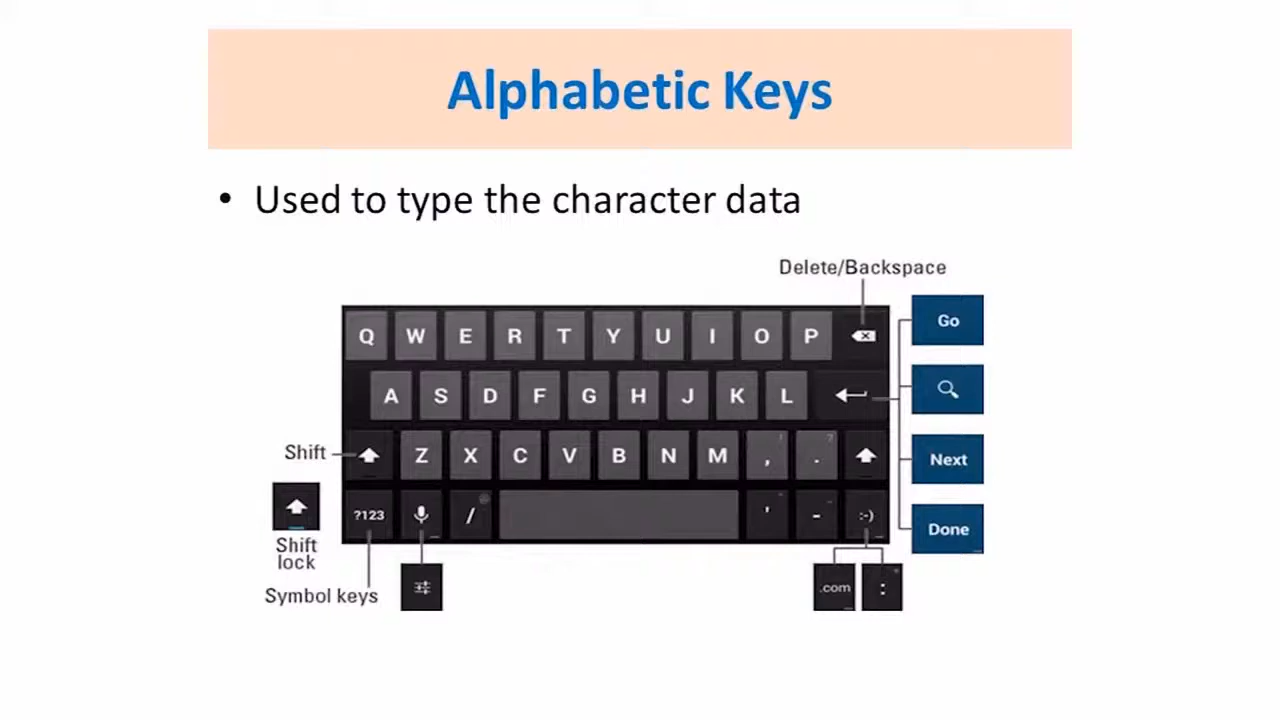 Alphabetic Keys
• Used to type the character data
Delete/Backspace
Q W E R T Y U I O P
Go
A S D F G H J K L
Shift
Z X C V B N M , .
Next
?123 / ' - :-)
Done
Shift
lock
Symbol keys
.com :